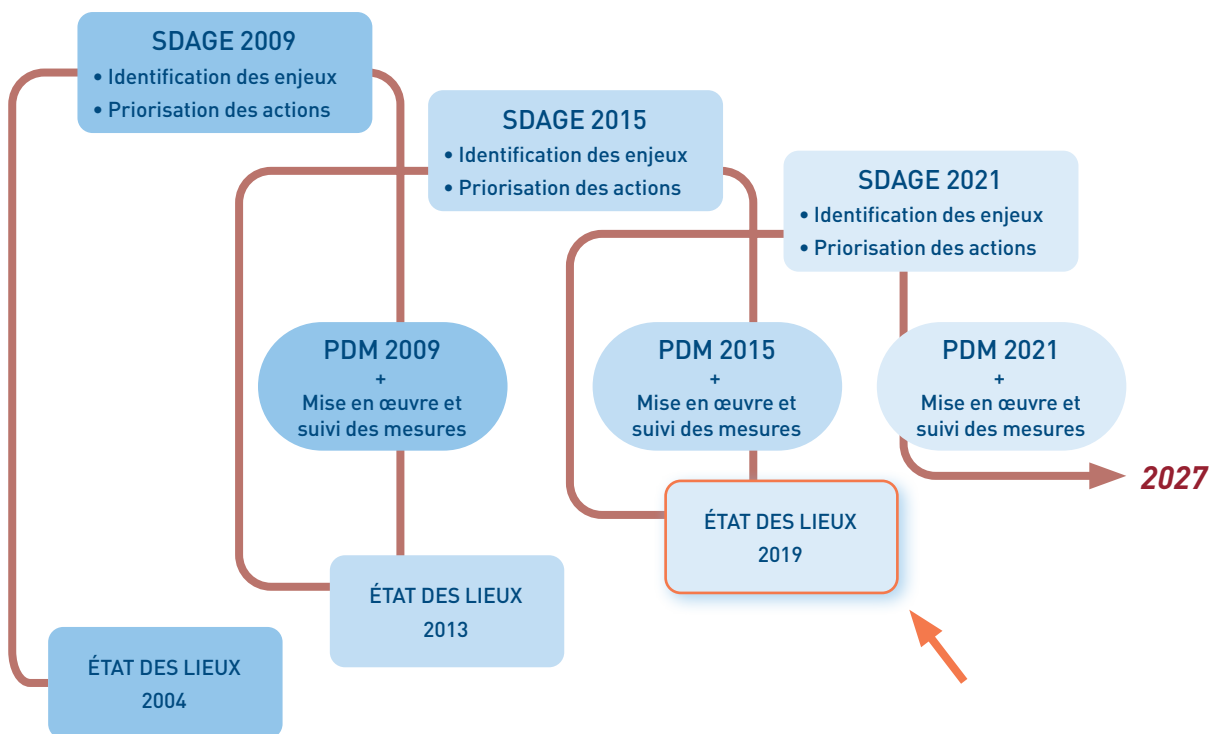 SDAGE 2009
• Identification des enjeux
• Priorisation des actions
SDAGE 2015
• Identification des enjeux
• Priorisation des actions
SDAGE 2021
• Identification des enjeux
• Priorisation des actions
PDM 2009
+
Mise en œuvre et
suivi des mesures
PDM 2015
+
Mise en œuvre et
suivi des mesures
PDM 2021
+
Mise en œuvre et
suivi des mesures
2027
ÉTAT DES LIEUX
2019
ÉTAT DES LIEUX
2013
ÉTAT DES LIEUX
2004